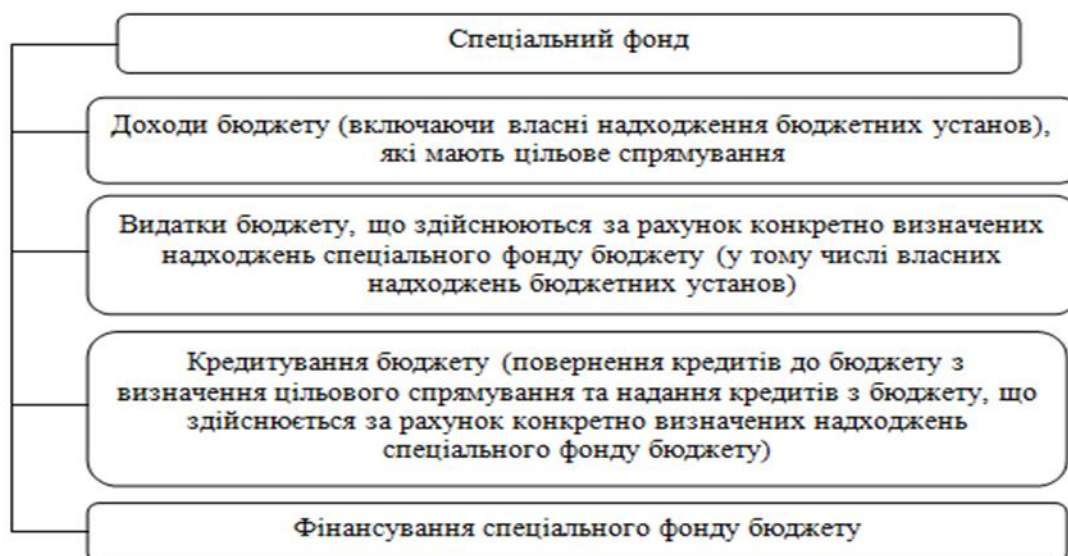 Спеціальний фонд
Доходи бюджету (включаючи власні надходження бюджетних установ),
які мають цільове спрямування
Видатки бюджету, що здійснюються за рахунок конкретно визначених
надходжень спеціального фонду бюджету (у тому числі власних
надходжень бюджетних установ)
Кредитування бюджету (повернення кредитів до бюджету з
визначення цільового спрямування та надання кредитів з бюджету, що
здійснюється за рахунок конкретно визначених надходжень
спеціального фонду бюджету)
Фінансування спеціального фонду бюджету